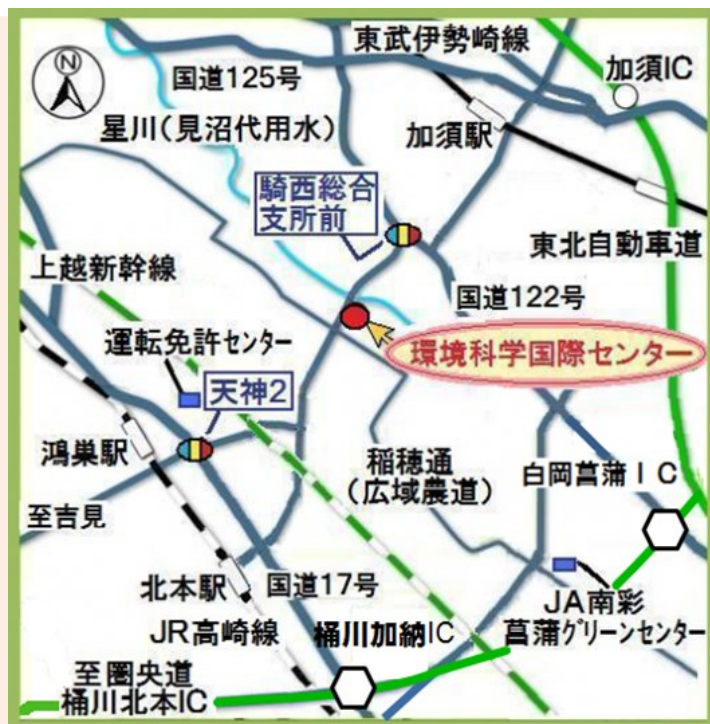 N
東武伊勢崎線
国道125号
加須IC
星川(見沼代用水)
加須駅
騎西総合
支所前
東北自動車道
上越新幹線
国道122号
運転免許センター
環境科学国際センター
天神2
鴻巣駅
稲穂通
(広域農道)
白岡菖蒲IC
至吉見
北本駅
国道17号
JA南彩
菖蒲グリーンセンター
JR高崎線
桶川加納IC
至圏央道
桶川北本IC